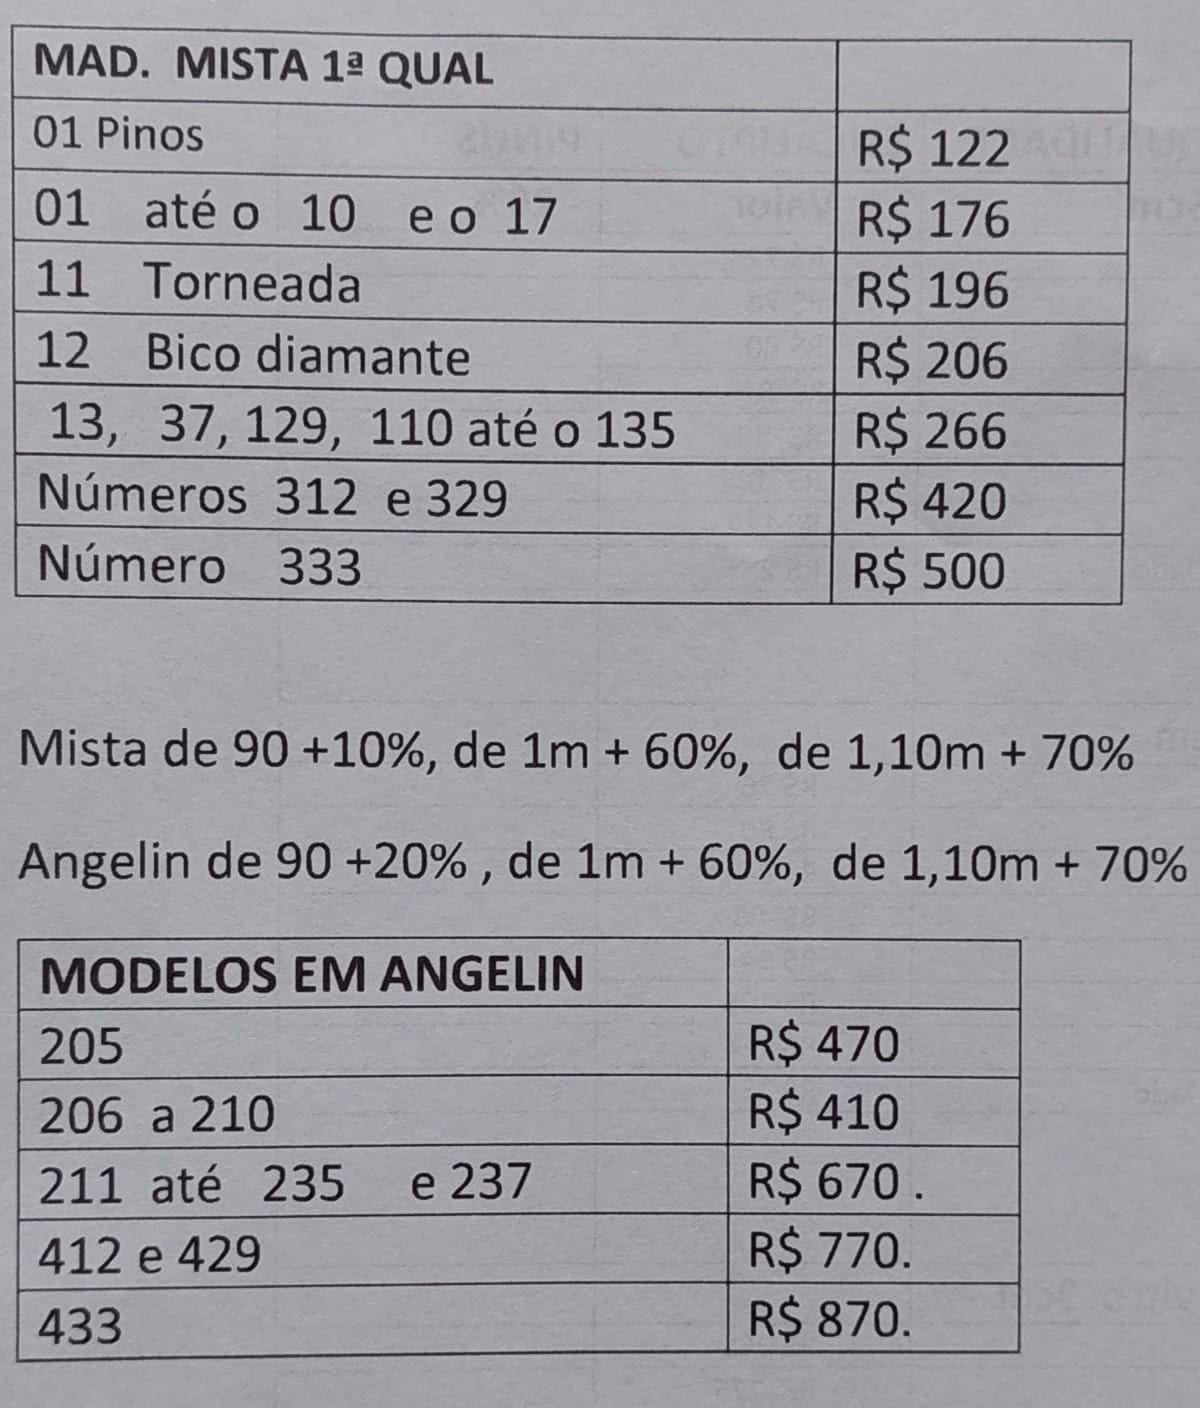 MAD. MISTA 1ª QUAL
01 Pinos R$ 122
01 até o 10 e o 17 R$ 176
11 Torneada R$ 196
12 Bico diamante R$ 206
13, 37, 129, 110 até o 135 R$ 266
Números 312 e 329 R$ 420
Número 333 R$ 500
Mista de 90 +10%, de 1m + 60%, de 1,10m + 70%
Angelin de 90 +20% , de 1m + 60%, de 1,10m + 70%
MODELOS EM ANGELIN
205 R$ 470
206 a 210 R$ 410
211 até 235 e 237 R$ 670 .
412 e 429 R$ 770.
433 R$ 870.